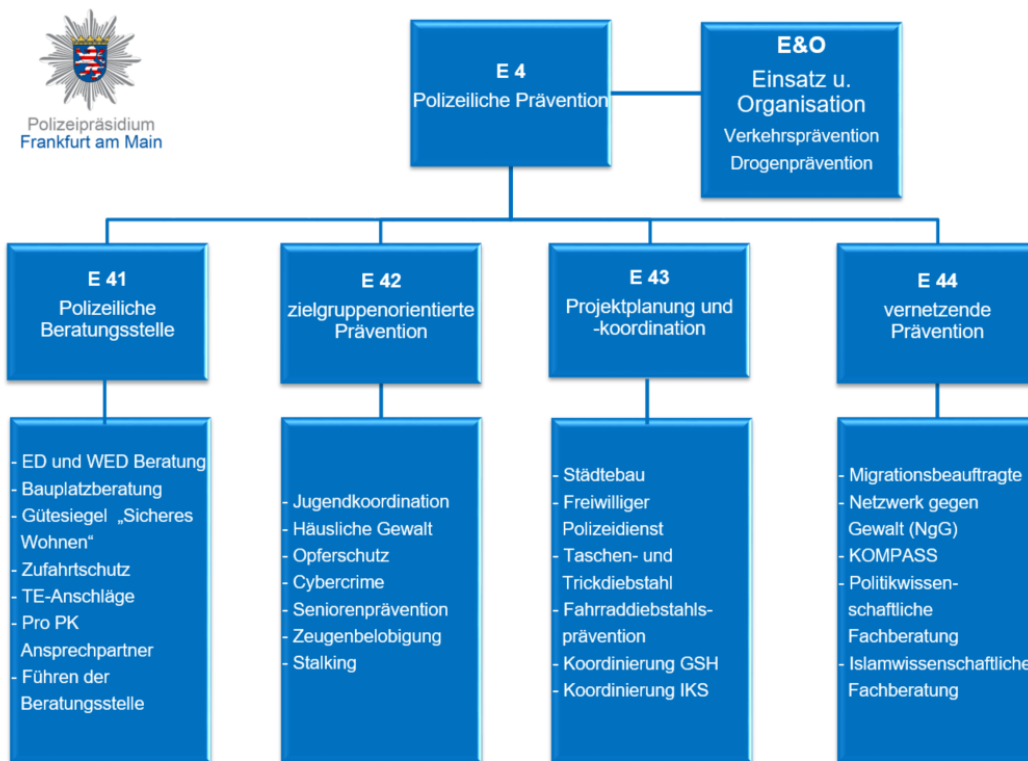 Polizeipräsidium
Frankfurt am Main
E 4
Polizeiliche Prävention
E&O
Einsatz u.
Organisation
Verkehrsprävention
Drogenprävention
E 41
Polizeiliche
Beratungsstelle
E 42
zielgruppenorientierte
Prävention
E 43
Projektplanung und
-koordination
E 44
vernetzende
Prävention
- ED und WED Beratung
- Bauplatzberatung
- Gütesiegel „Sicheres
Wohnen“
- Zufahrtschutz
- TE-Anschläge
- Pro PK
Ansprechpartner
- Führen der
Beratungsstelle
- Jugendkoordination
- Häusliche Gewalt
- Opferschutz
- Cybercrime
- Seniorenprävention
- Zeugenbelobigung
- Stalking
- Städtebau
- Freiwilliger
Polizeidienst
- Taschen- und
Trickdiebstahl
- Fahrraddiebstahls-
prävention
- Koordinierung GSH
- Koordinierung IKS
- Migrationsbeauftragte
- Netzwerk gegen
Gewalt (NgG)
- KOMPASS
- Politikwissen-
schaftliche
Fachberatung
- Islamwissenschaftliche
Fachberatung